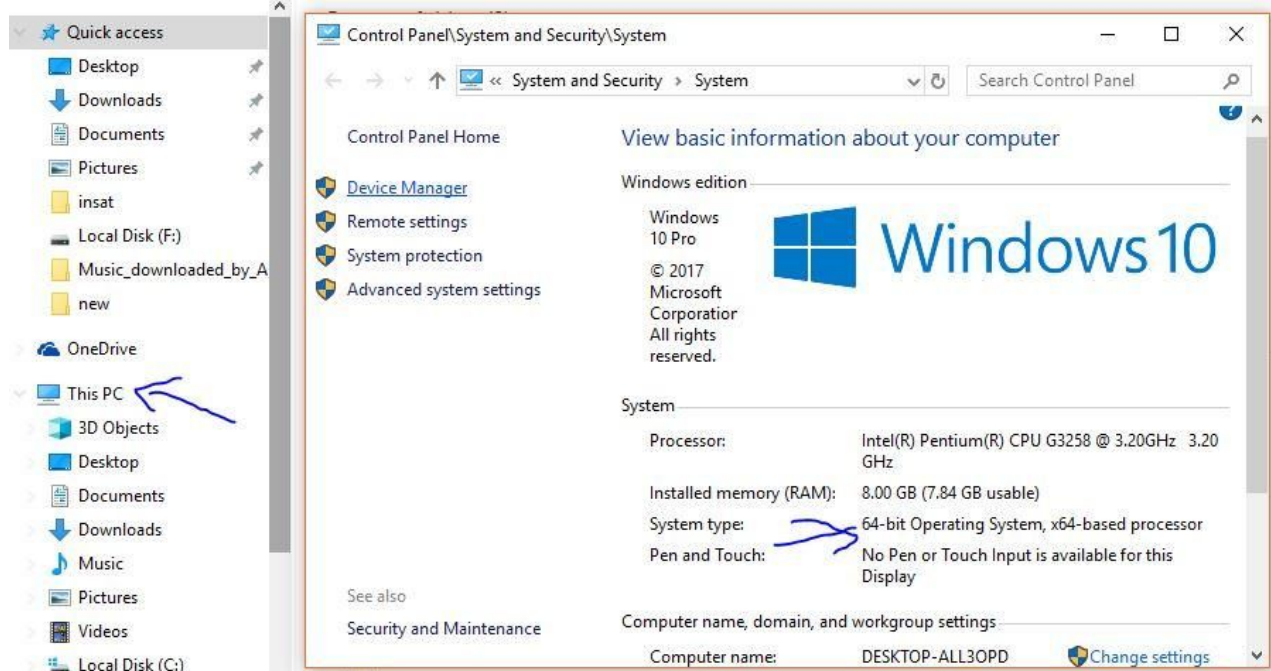 Quick access
Desktop
Downloads
Documents
Pictures
insat
Local Disk (F:)
Music_downloaded_by_A
new
OneDrive
This PC
3D Objects
Desktop
Documents
Downloads
Music
Pictures
Videos
Local Disk (C:)
Control Panel\System and Security\System
« System and Security › System
Search Control Panel
Control Panel Home
Device Manager
Remote settings
System protection
Advanced system settings
See also
Security and Maintenance
?
View basic information about your computer
Windows edition
Windows
10 Pro
© 2017
Microsoft
Corporatior
All rights
reserved.
Windows 10
System
Processor: Intel(R) Pentium(R) CPU G3258 @ 3.20GHz 3.20
GHz
Installed memory (RAM): 8.00 GB (7.84 GB usable)
System type: 64-bit Operating System, x64-based processor
Pen and Touch: No Pen or Touch Input is available for this
Display
Computer name, domain, and workgroup settings
Computer name: DESKTOP-ALL3OPD
Change settings